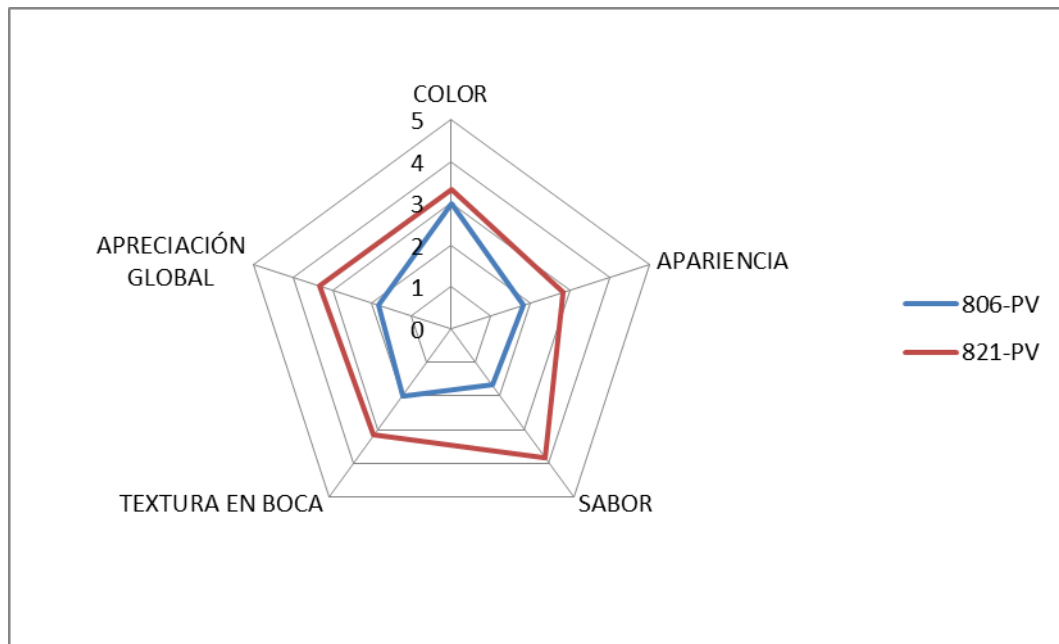 COLOR
5
4
3
2
1
0
APARIENCIA
SABOR
TEXTURA EN BOCA
APRECIACIÓN
GLOBAL
806-PV
821-PV